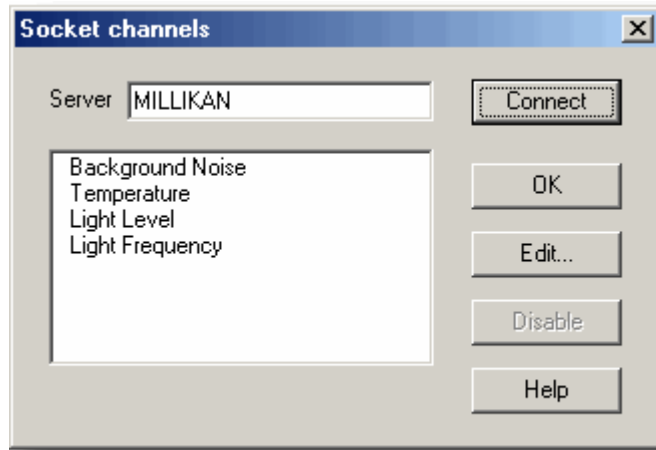 Socket channels
Server MILLIKAN Connect
Background Noise
Temperature
Light Level
Light Frequency
OK
Edit...
Disable
Help